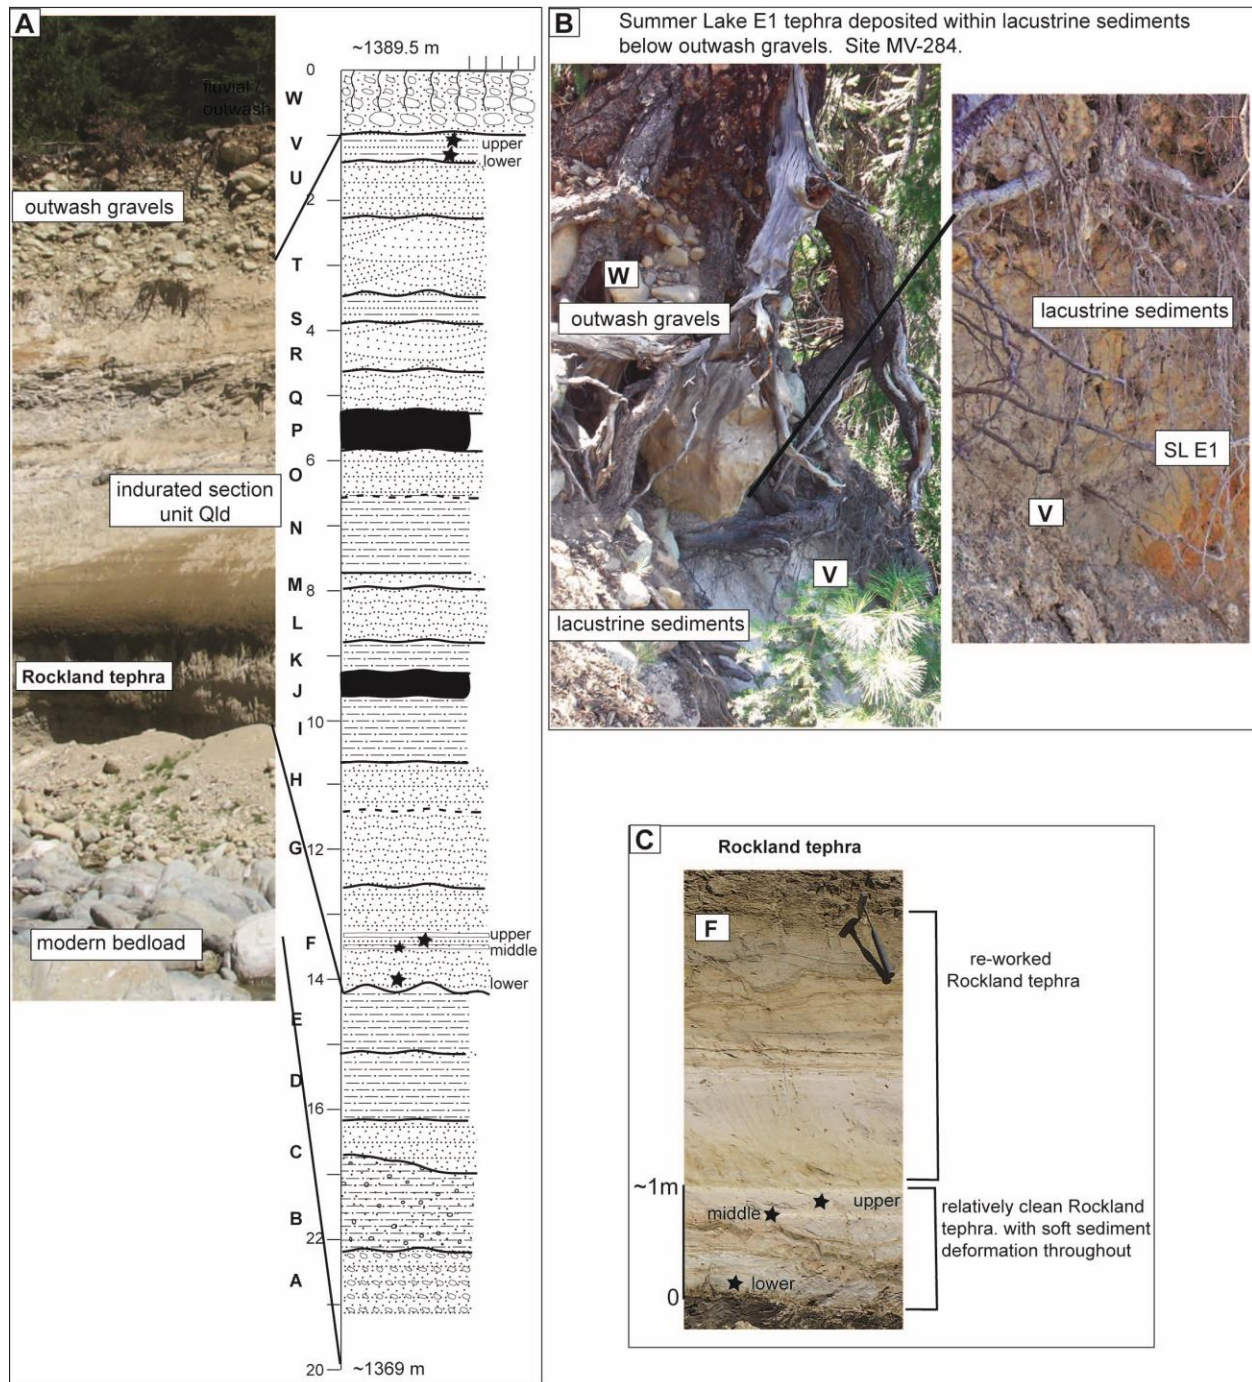 A
~1389.5 m
fluvial /
outwash
outwash gravels
indurated section
unit Qld
Rockland tephra
modern bedload
0
W
V
upper
lower
U
2
T
S
4
R
Q
P
6
O
N
M
8
L
K
J
10
I
H
G
12
F
upper
middle
14
lower
E
D
16
C
B
22
A
20
~1369 m
B
Summer Lake E1 tephra deposited within lacustrine sediments
below outwash gravels. Site MV-284.
W
outwash gravels
V
lacustrine sediments
lacustrine sediments
SL E1
V
C
Rockland tephra
F
re-worked
Rockland tephra
~1m
upper
middle
lower
0
relatively clean Rockland
tephra. with soft sediment
deformation throughout